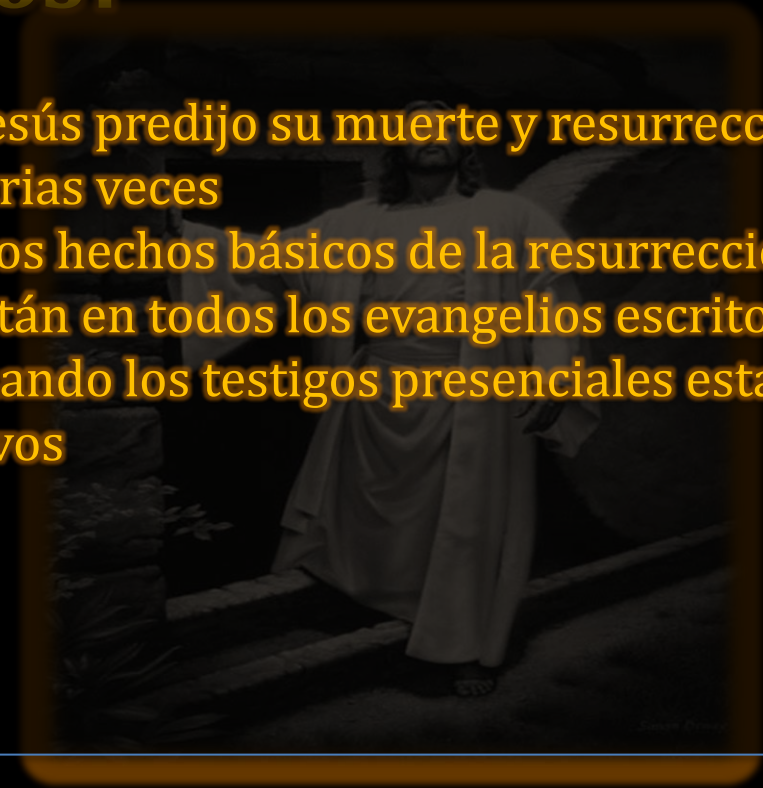 os.
esús predijo su muerte y resurrecc
rias veces
os hechos básicos de la resurrecci
tán en todos los evangelios escrito
ando los testigos presenciales esta
vos